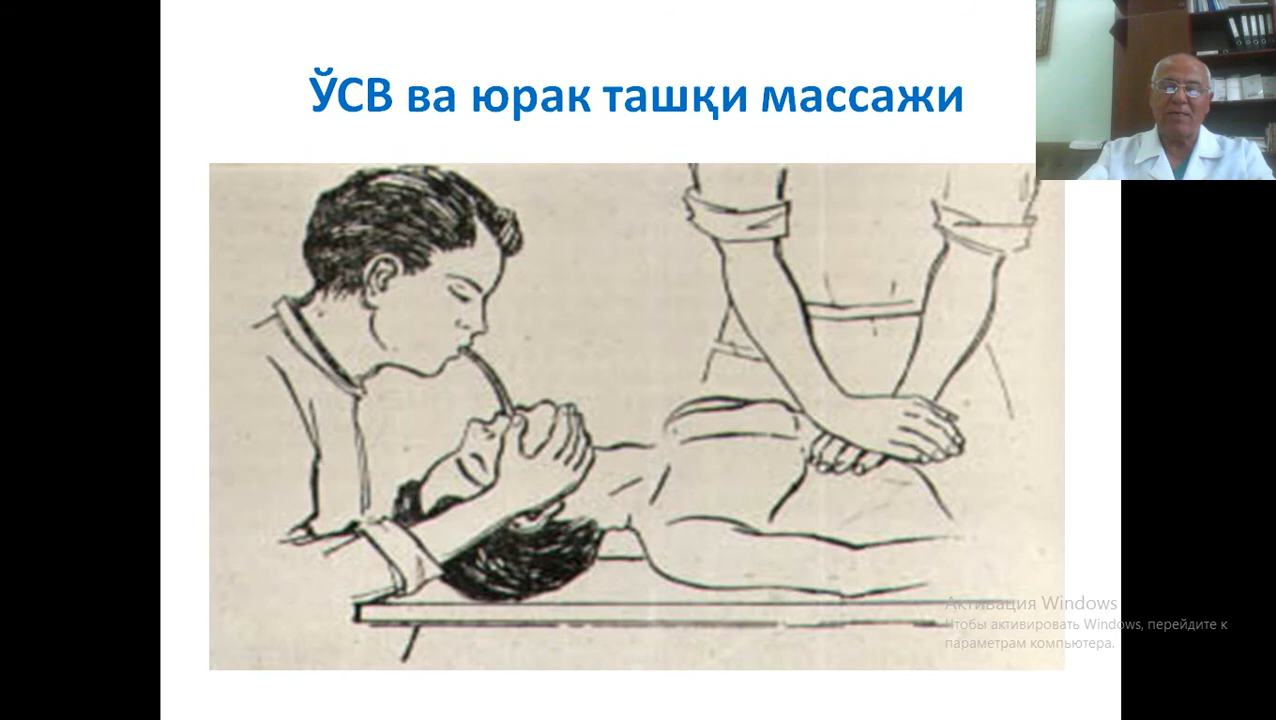 ЎСВ ва юрак ташқи массажи
Активация Windows
Чтобы активировать Windows, перейдите к
параметрам компьютера.